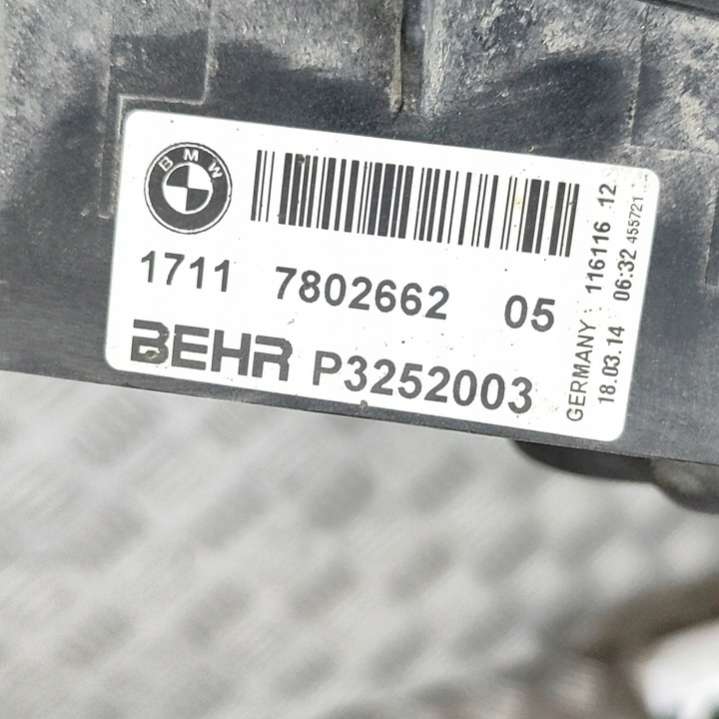 BMW
1711 7802662 05
BEHR P3252003
GERMANY: 116116 12
18.03.14 06:32 455721